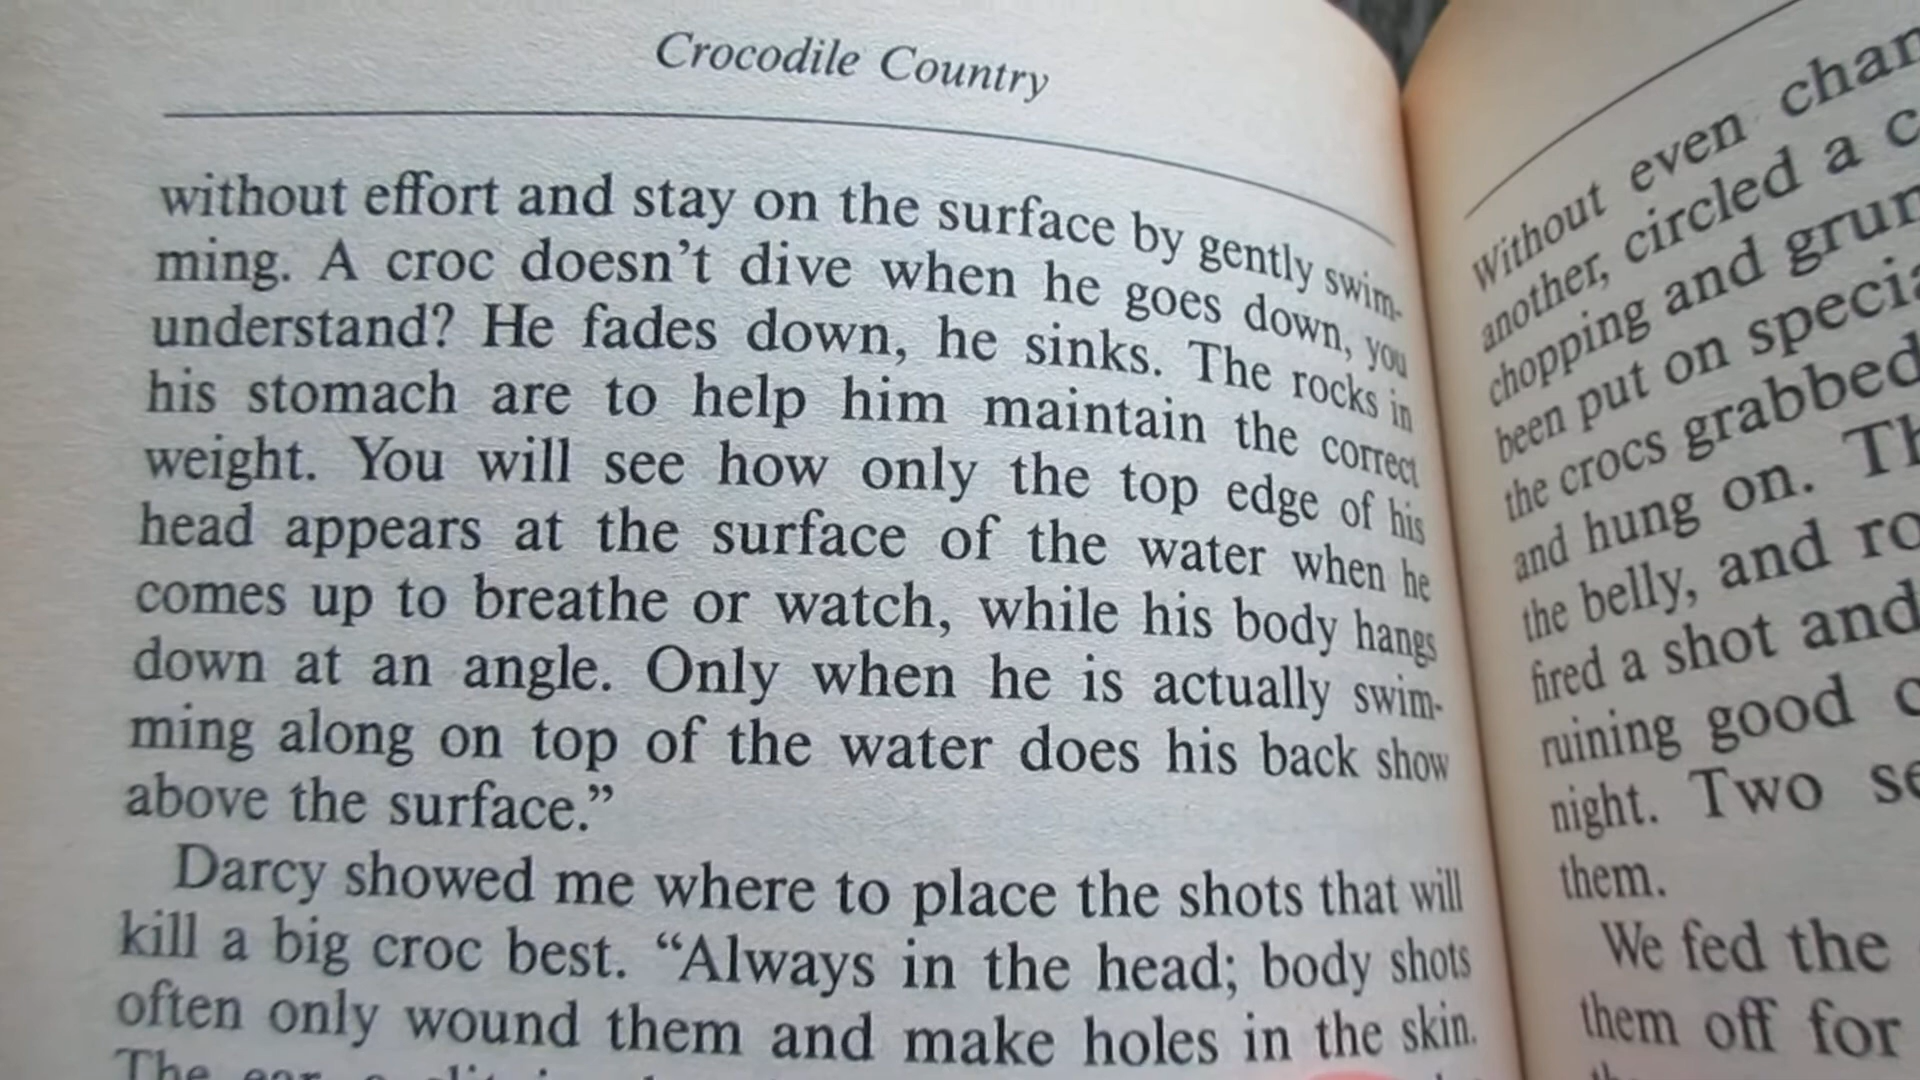 Crocodile Country
without effort and stay on the surface by gently swim-
ming. A croc doesn't dive when he goes down, you
understand? He fades down, he sinks. The rocks in
his stomach are to help him maintain the correct
weight. You will see how only the top edge of his
head appears at the surface of the water when he
comes up to breathe or watch, while his body hangs
down at an angle. Only when he is actually swim-
ming along on top of the water does his back show
above the surface.”
Darcy showed me where to place the shots that will
kill a big croc best. “Always in the head; body shots
often only wound them and make holes in the skin.
The ear
Without even
another, circled a
chopping and
been put on
the crocs grabbed
and hung on.
the belly, and
fired a shot and
ruining good
night. Two
them.
We fed the
them off for